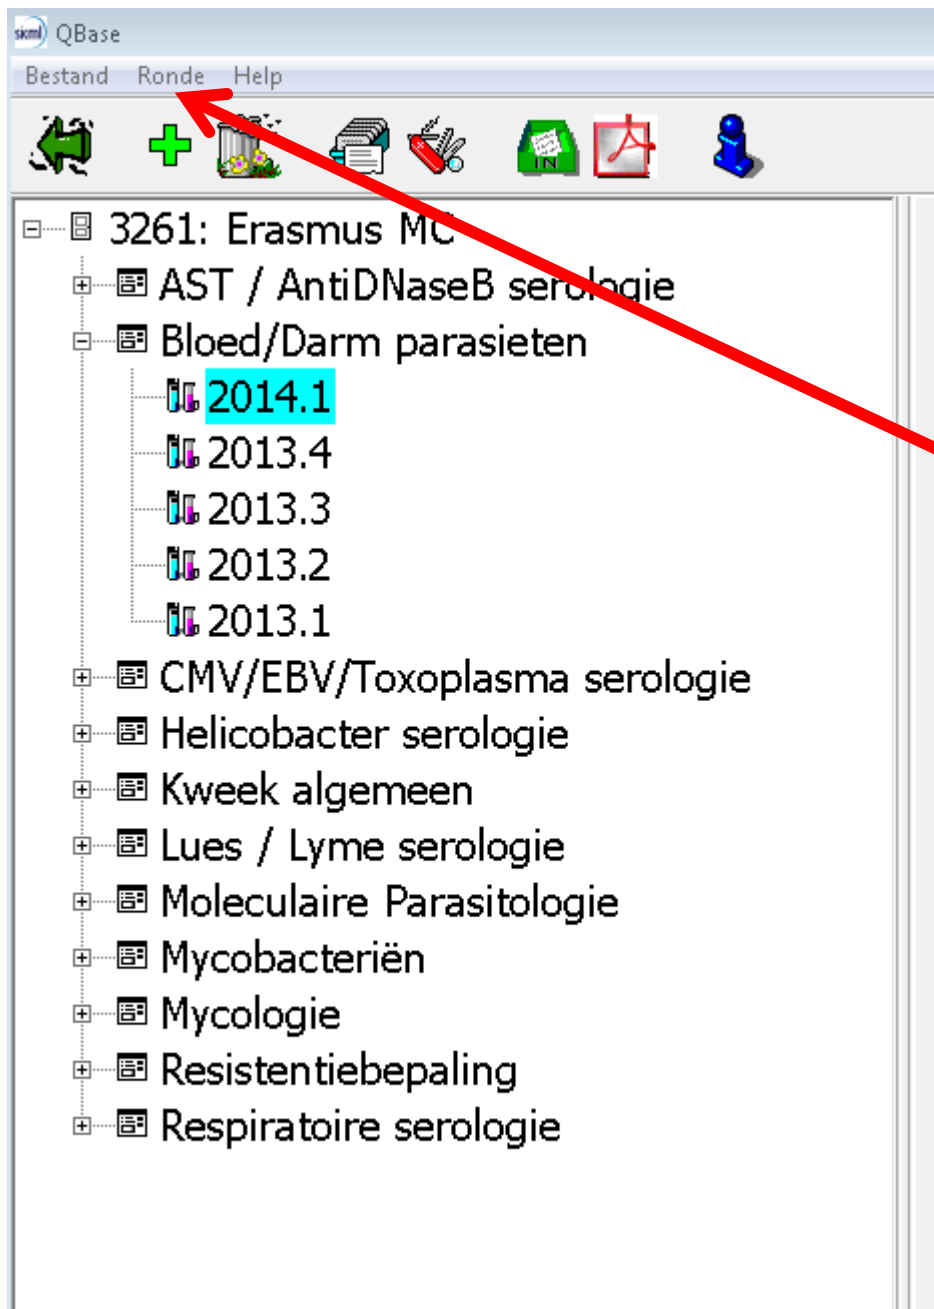 skml QBase
Bestand Ronde Help
IN
3261: Erasmus MC
AST / AntiDNaseB serologie
Bloed/Darm parasieten
2014.1
2013.4
2013.3
2013.2
2013.1
CMV/EBV/Toxoplasma serologie
Helicobacter serologie
Kweek algemeen
Lues / Lyme serologie
Moleculaire Parasitologie
Mycobacteriën
Mycologie
Resistentiebepaling
Respiratoire serologie